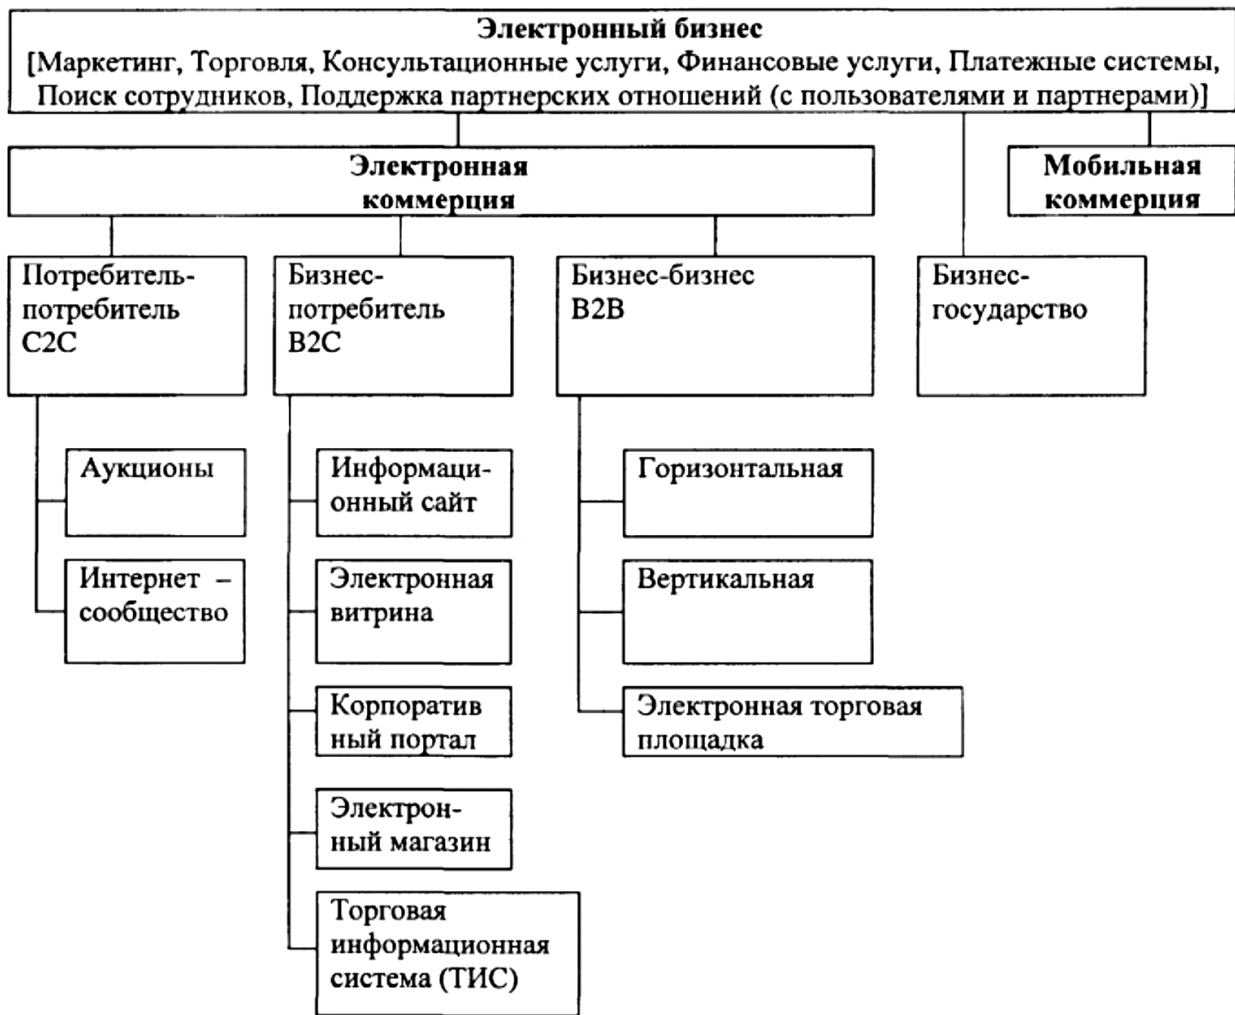 Электронный бизнес
[Маркетинг, Торговля, Консультационные услуги, Финансовые услуги, Платежные системы,
Поиск сотрудников, Поддержка партнерских отношений (с пользователями и партнерами)]
Электронная
коммерция
Мобильная
коммерция
Потребитель-
потребитель
C2C
Бизнес-
потребитель
B2C
Бизнес-бизнес
B2B
Бизнес-
государство
Аукционы
Интернет –
сообщество
Информаци-
онный сайт
Электронная
витрина
Корпоратив
ный портал
Электрон-
ный магазин
Торговая
информационная
система (ТИС)
Горизонтальная
Вертикальная
Электронная торговая
площадка